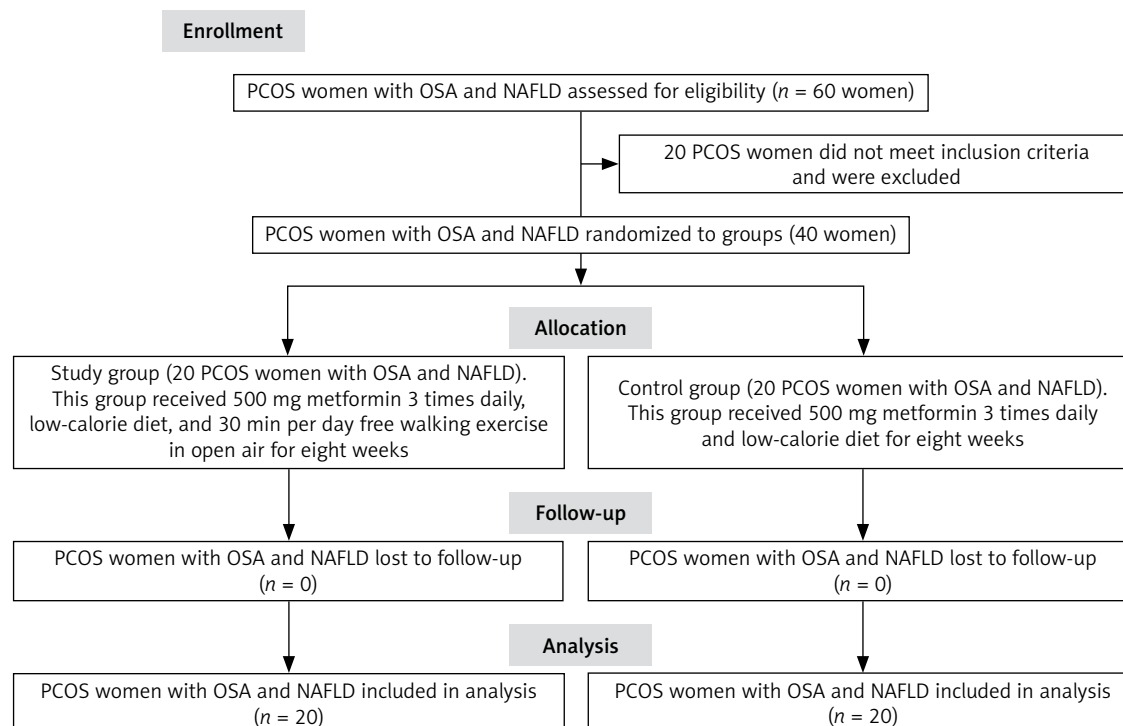 Enrollment
PCOS women with OSA and NAFLD assessed for eligibility (n = 60 women)
20 PCOS women did not meet inclusion criteria
and were excluded
PCOS women with OSA and NAFLD randomized to groups (40 women)
Allocation
Study group (20 PCOS women with OSA and NAFLD).
This group received 500 mg metformin 3 times daily,
low-calorie diet, and 30 min per day free walking exercise
in open air for eight weeks
Control group (20 PCOS women with OSA and NAFLD).
This group received 500 mg metformin 3 times daily
and low-calorie diet for eight weeks
Follow-up
PCOS women with OSA and NAFLD lost to follow-up
(n = 0)
PCOS women with OSA and NAFLD lost to follow-up
(n = 0)
Analysis
PCOS women with OSA and NAFLD included in analysis
(n = 20)
PCOS women with OSA and NAFLD included in analysis
(n = 20)